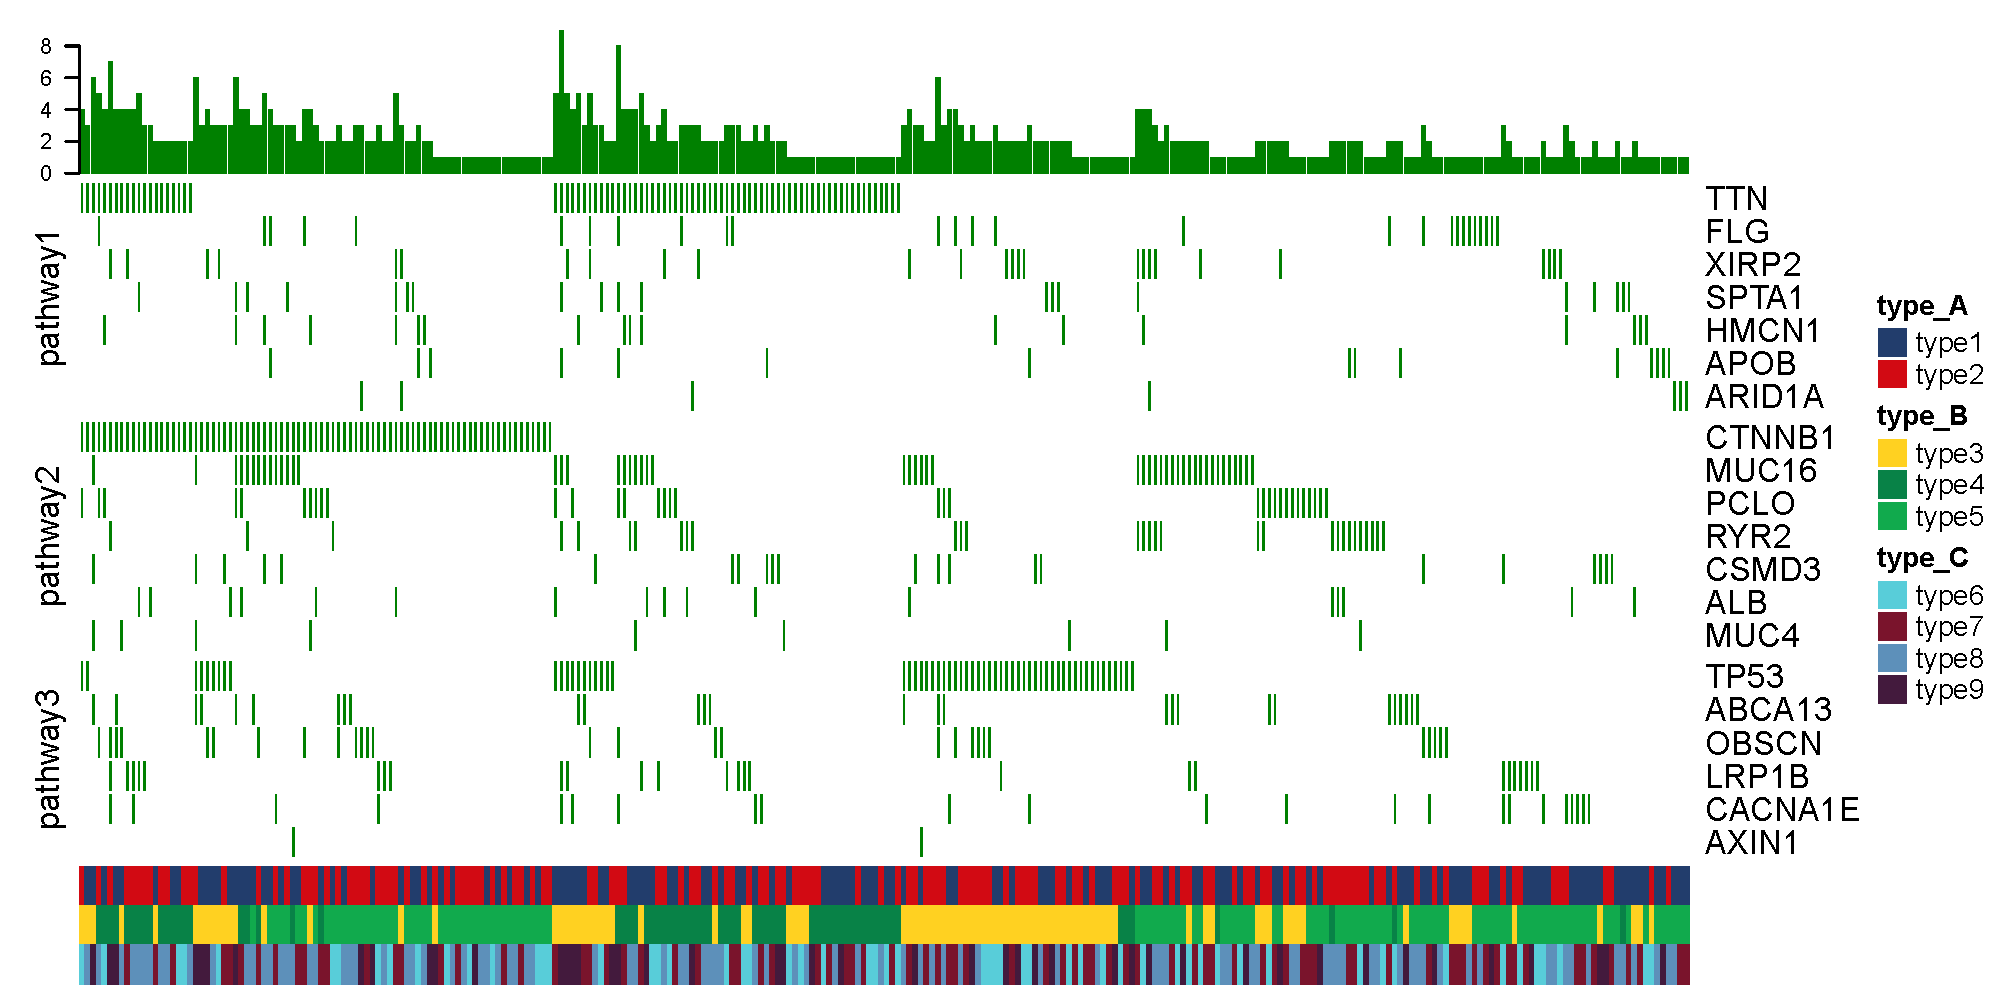 8
6
4
2
0
pathway1
TTN
FLG
XIRP2
SPTA1
HMCN1
APOB
ARID1A
pathway2
CTNNB1
MUC16
PCLO
RYR2
CSMD3
ALB
MUC4
pathway3
TP53
ABCA13
OBSCN
LRP1B
CACNA1E
AXIN1
type_A
type1
type2
type_B
type3
type4
type5
type_C
type6
type7
type8
type9